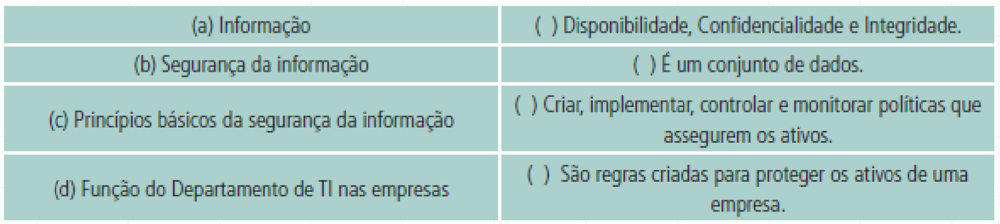 (a) Informação
( ) Disponibilidade, Confidencialidade e Integridade.
(b) Segurança da informação
( ) É um conjunto de dados.
(c) Princípios básicos da segurança da informação
( ) Criar, implementar, controlar e monitorar políticas que
assegurem os ativos.
(d) Função do Departamento de TI nas empresas
( ) São regras criadas para proteger os ativos de uma
empresa.